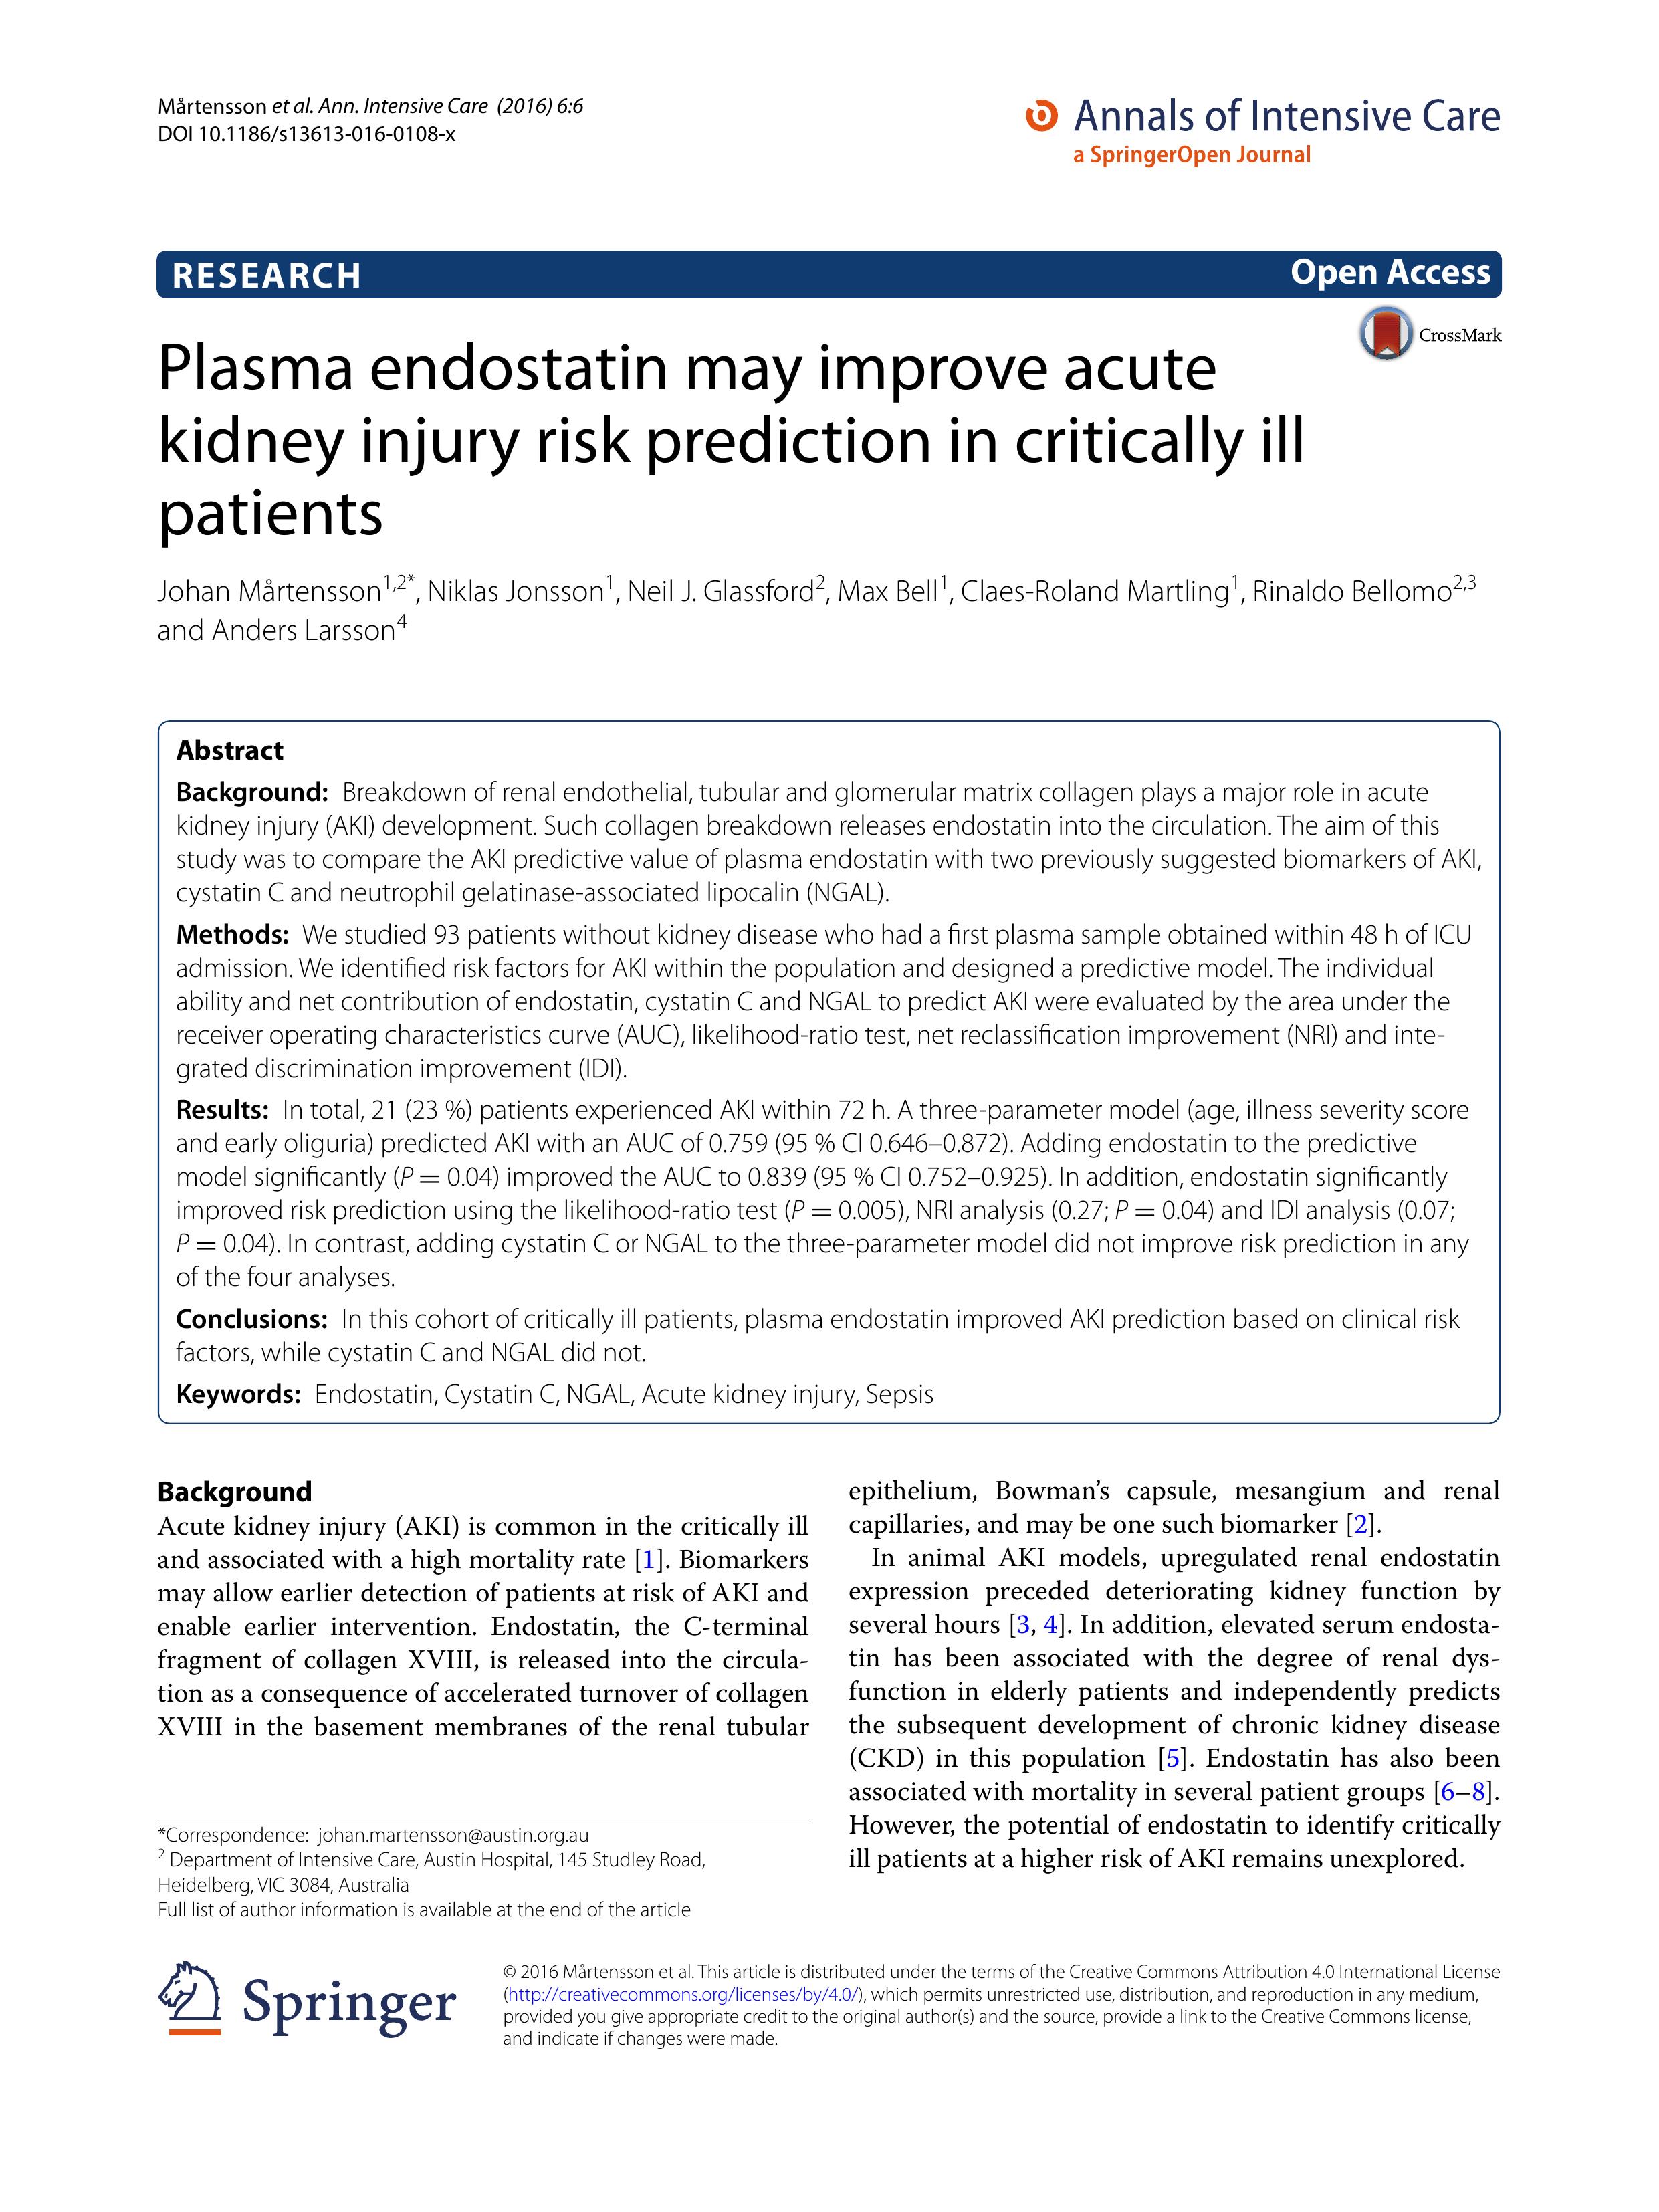 Mårtensson et al. Ann. Intensive Care (2016) 6:6
DOI 10.1186/s13613-016-0108-x
Annals of Intensive Care
a SpringerOpen Journal
RESEARCH
Open Access
CrossMark
Plasma endostatin may improve acute
kidney injury risk prediction in critically ill
patients
Johan Mårtensson1,2*, Niklas Jonsson1, Neil J. Glassford2, Max Bell1, Claes-Roland Martling1, Rinaldo Bellomo2,3
and Anders Larsson4
Abstract
Background: Breakdown of renal endothelial, tubular and glomerular matrix collagen plays a major role in acute
kidney injury (AKI) development. Such collagen breakdown releases endostatin into the circulation. The aim of this
study was to compare the AKI predictive value of plasma endostatin with two previously suggested biomarkers of AKI,
cystatin C and neutrophil gelatinase-associated lipocalin (NGAL).
Methods: We studied 93 patients without kidney disease who had a first plasma sample obtained within 48 h of ICU
admission. We identified risk factors for AKI within the population and designed a predictive model. The individual
ability and net contribution of endostatin, cystatin C and NGAL to predict AKI were evaluated by the area under the
receiver operating characteristics curve (AUC), likelihood-ratio test, net reclassification improvement (NRI) and inte-
grated discrimination improvement (IDI).
Results: In total, 21 (23 %) patients experienced AKI within 72 h. A three-parameter model (age, illness severity score
and early oliguria) predicted AKI with an AUC of 0.759 (95 % CI 0.646–0.872). Adding endostatin to the predictive
model significantly (P = 0.04) improved the AUC to 0.839 (95 % CI 0.752–0.925). In addition, endostatin significantly
improved risk prediction using the likelihood-ratio test (P = 0.005), NRI analysis (0.27; P = 0.04) and IDI analysis (0.07;
P = 0.04). In contrast, adding cystatin C or NGAL to the three-parameter model did not improve risk prediction in any
of the four analyses.
Conclusions: In this cohort of critically ill patients, plasma endostatin improved AKI prediction based on clinical risk
factors, while cystatin C and NGAL did not.
Keywords: Endostatin, Cystatin C, NGAL, Acute kidney injury, Sepsis
Background
Acute kidney injury (AKI) is common in the critically ill
and associated with a high mortality rate [1]. Biomarkers
may allow earlier detection of patients at risk of AKI and
enable earlier intervention. Endostatin, the C-terminal
fragment of collagen XVIII, is released into the circula-
tion as a consequence of accelerated turnover of collagen
XVIII in the basement membranes of the renal tubular
epithelium, Bowman's capsule, mesangium and renal
capillaries, and may be one such biomarker [2].
In animal AKI models, upregulated renal endostatin
expression preceded deteriorating kidney function by
several hours [3, 4]. In addition, elevated serum endosta-
tin has been associated with the degree of renal dys-
function in elderly patients and independently predicts
the subsequent development of chronic kidney disease
(CKD) in this population [5]. Endostatin has also been
associated with mortality in several patient groups [6–8].
However, the potential of endostatin to identify critically
ill patients at a higher risk of AKI remains unexplored.
*Correspondence: johan.martensson@austin.org.au
2 Department of Intensive Care, Austin Hospital, 145 Studley Road,
Heidelberg, VIC 3084, Australia
Full list of author information is available at the end of the article
Springer
© 2016 Mårtensson et al. This article is distributed under the terms of the Creative Commons Attribution 4.0 International License
(http://creativecommons.org/licenses/by/4.0/), which permits unrestricted use, distribution, and reproduction in any medium,
provided you give appropriate credit to the original author(s) and the source, provide a link to the Creative Commons license,
and indicate if changes were made.